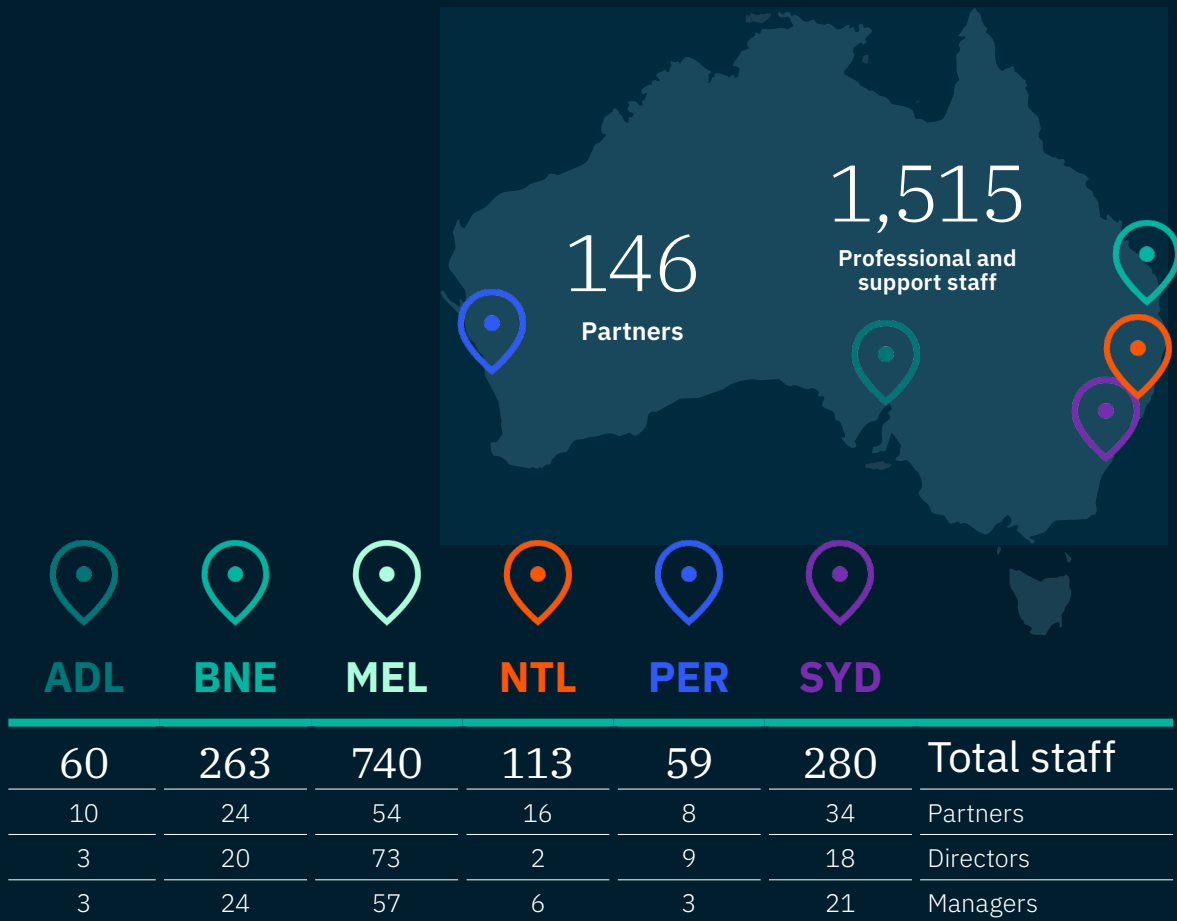 1,515
Professional and
support staff
146
Partners
ADL BNE MEL NTL PER SYD
60 263 740 113 59 280 Total staff
10 24 54 16 8 34 Partners
3 20 73 2 9 18 Directors
3 24 57 6 3 21 Managers